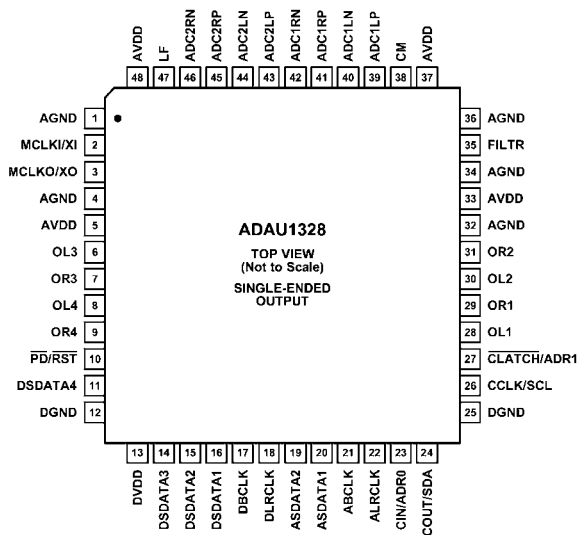 AVDD
LF
ADC2RN
ADC2RP
ADC2LN
ADC2LP
ADC1RN
ADC1RP
ADC1LN
ADC1LP
CM
AVDD
48 47 46 45 44 43 42 41 40 39 38 37
AGND 1
MCLKI/XI 2
MCLKO/XO 3
AGND 4
AVDD 5
OL3 6
OR3 7
OL4 8
OR4 9
PD/RST 10
DSDATA4 11
DGND 12
ADAU1328
TOP VIEW
(Not to Scale)
SINGLE-ENDED
OUTPUT
36 AGND
35 FILTR
34 AGND
33 AVDD
32 AGND
31 OR2
30 OL2
29 OR1
28 OL1
27 CLATCH/ADR1
26 CCLK/SCL
25 DGND
13 14 15 16 17 18 19 20 21 22 23 24
DVDD
DSDATA3
DSDATA2
DSDATA1
DBCLK
DLRCLK
ASDATA2
ASDATA1
ABCLK
ALRCLK
CIN/ADR0
COUT/SDA